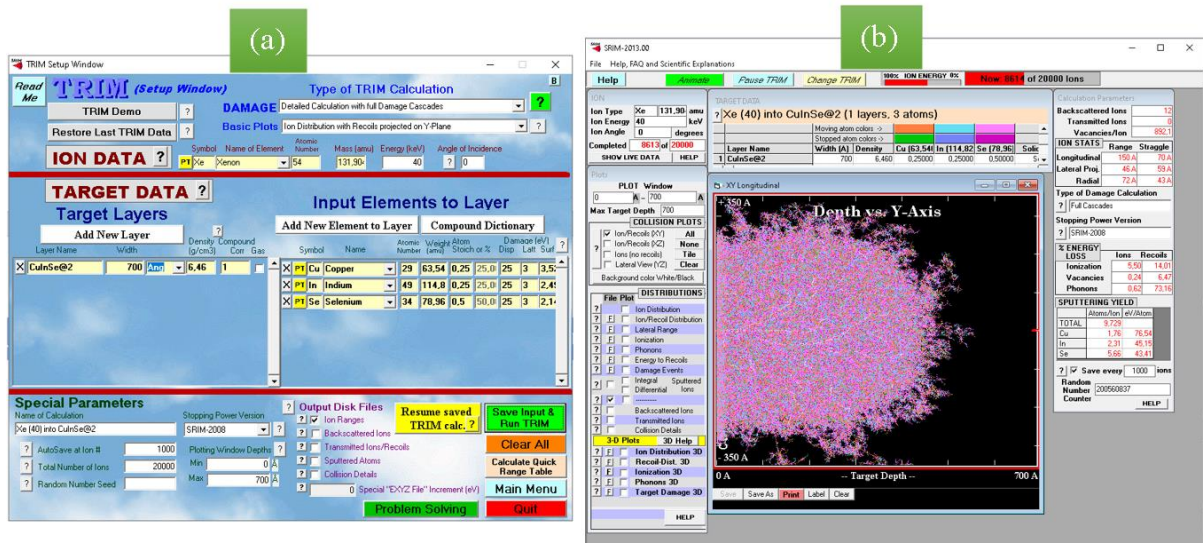 (a)
TRIM Setup Window
Read Me
TRIM (Setup Window)
Type of TRIM Calculation
B
TRIM Demo
DAMAGE
Detailed Calculation with full Damage Cascades
?
Restore Last TRIM Data
Basic Plots
Ion Distribution with Recoils projected on Y-Plane
?
Symbol Name of Element Atomic Number Mass (amu) Energy (keV) Angle of Incidence
ION DATA ?
PT Xe Xenon 54 131,90 40 ? 0
TARGET DATA ?
Target Layers
Input Elements to Layer
Add New Layer
Add New Element to Layer
Compound Dictionary
Layer Name Width Density (g/cm3) Compound Corr Gas
Symbol Name Atomic Number Weight (amu) Atom Stoich or % Damage (eV) Disp Latt Surf
X CuInSe@2 700 Ang 6,46 1
X PT Cu Copper 29 63,54 0,25 25,0 25 3 3,52
X PT In Indium 49 114,8 0,25 25,0 25 3 2,49
X PT Se Selenium 34 78,96 0,5 50,0 25 3 2,14
Special Parameters
Name of Calculation
Stopping Power Version
Xe (40) into CuInSe@2
SRIM-2008
? AutoSave at Ion # 1000
? Total Number of Ions 20000
? Random Number Seed
Plotting Window Depths ?
Min 0 Å
Max 700 Å
? Output Disk Files
? Ion Ranges
? Backscattered Ions
? Transmitted Ions/Recoils
? Sputtered Atoms
? Collision Details
0 Special "EXYZ File" Increment (eV)
Resume saved TRIM calc. ?
Save Input & Run TRIM
Clear All
Calculate Quick Range Table
Main Menu
Problem Solving
Quit
(b)
SRIM-2013.00
File Help, FAQ and Scientific Explanations
Help
Animate
Pause TRIM
Change TRIM
100% ION ENERGY 0%
Now: 8614 of 20000 Ions
ION
Ion Type Xe 131,90 amu
Ion Energy 40 keV
Ion Angle 0 degrees
Completed 8613 of 20000
SHOW LIVE DATA HELP
TARGET DATA
? Xe (40) into CuInSe@2 (1 layers, 3 atoms)
Moving atom colors ->
Stopped atom colors ->
Layer Name Width (A) Density Cu (63,54) In (114,82) Se (78,96) Solid
1 CuInSe@2 700 6,460 0,25000 0,25000 0,50000
Plots
PLOT Window
0 A - 700 A
Max Target Depth 700
COLLISION PLOTS
Ion/Recoils (XY) All
Ion/Recoils (XZ) None
? Ions (no recoils) Tile
Lateral View (YZ) Clear
Background color White/Black
DISTRIBUTIONS
File Plot
? Ion Distribution
? F Ion/Recoil Distribution
? F Lateral Range
? F Ionization
? F Phonons
? F Energy to Recoils
? F Damage Events
? Integral Differential Sputtered Ions
? ---------
? Backscattered Ions
? Transmitted Ions
? Collision Details
3-D Plots 3D Help
? F Ion Distribution 3D
? F Recoil-Dist. 3D
? F Ionization 3D
? F Phonons 3D
? F Target Damage 3D
HELP
XY Longitudinal
+ 350 A
Depth vs. Y-Axis
- 350 A
0 A -- Target Depth -- 700 A
Save Save As Print Label Clear
Calculation Parameters
Backscattered Ions 12
Transmitted Ions 0
Vacancies/Ion 892,1
ION STATS Range Straggle
Longitudinal 150 A 70 A
Lateral Proj. 46 A 59 A
Radial 72 A 43 A
Type of Damage Calculation
? Full Cascades
Stopping Power Version
? SRIM-2008
% ENERGY LOSS Ions Recoils
Ionization 5,50 14,01
Vacancies 0,24 6,47
Phonons 0,62 73,16
SPUTTERING YIELD
Atoms/Ion eV/Atom
TOTAL 9,729
Cu 1,76 76,54
In 2,31 45,15
Se 5,66 43,41
? Save every 1000 ions
Random Number Counter 200560837
HELP